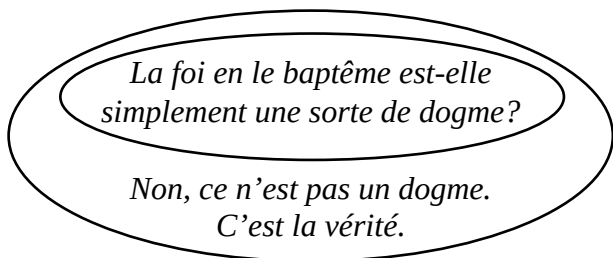 La foi en le baptême est-elle
simplement une sorte de dogme?
Non, ce n’est pas un dogme.
C’est la vérité.